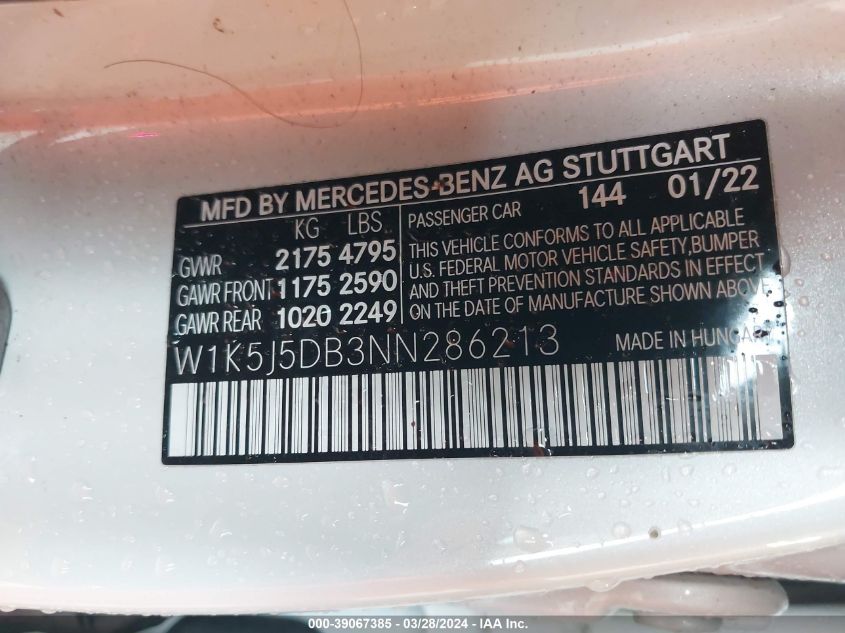 MFD BY MERCEDES-BENZ AG STUTTGART
KG LBS
GVWR 2175 4795
GAWR FRONT 1175 2590
GAWR REAR 1020 2249
PASSENGER CAR 144 01/22
THIS VEHICLE CONFORMS TO ALL APPLICABLE
U.S. FEDERAL MOTOR VEHICLE SAFETY, BUMPER
AND THEFT PREVENTION STANDARDS IN EFFECT
ON THE DATE OF MANUFACTURE SHOWN ABOVE
W1K5J5DB3NN286213
MADE IN HUNGARY
000-39067385 - 03/28/2024 - IAA Inc.